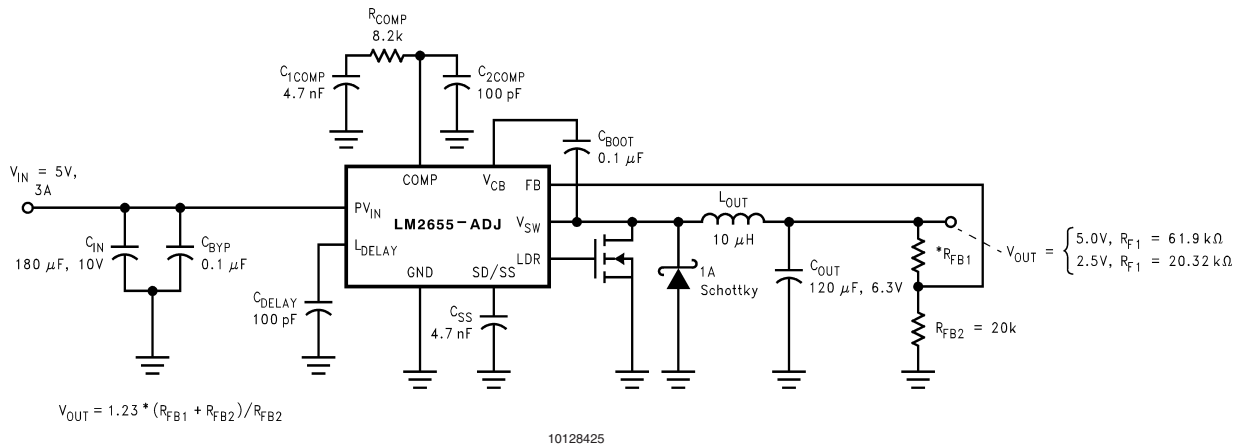 R_COMP
8.2k
C_1COMP
4.7 nF
C_2COMP
100 pF
C_BOOT
0.1 μF
V_IN = 5V,
3A
COMP
V_CB
FB
PV_IN
LM2655-ADJ
V_SW
L_DELAY
LDR
GND
SD/SS
C_IN
180 μF, 10V
C_BYP
0.1 μF
C_DELAY
100 pF
C_SS
4.7 nF
1A
Schottky
L_OUT
10 μH
C_OUT
120 μF, 6.3V
*R_FB1
R_FB2 = 20k
V_OUT = { 5.0V, R_F1 = 61.9 kΩ
2.5V, R_F1 = 20.32 kΩ
V_OUT = 1.23 * (R_FB1 + R_FB2)/R_FB2
10128425